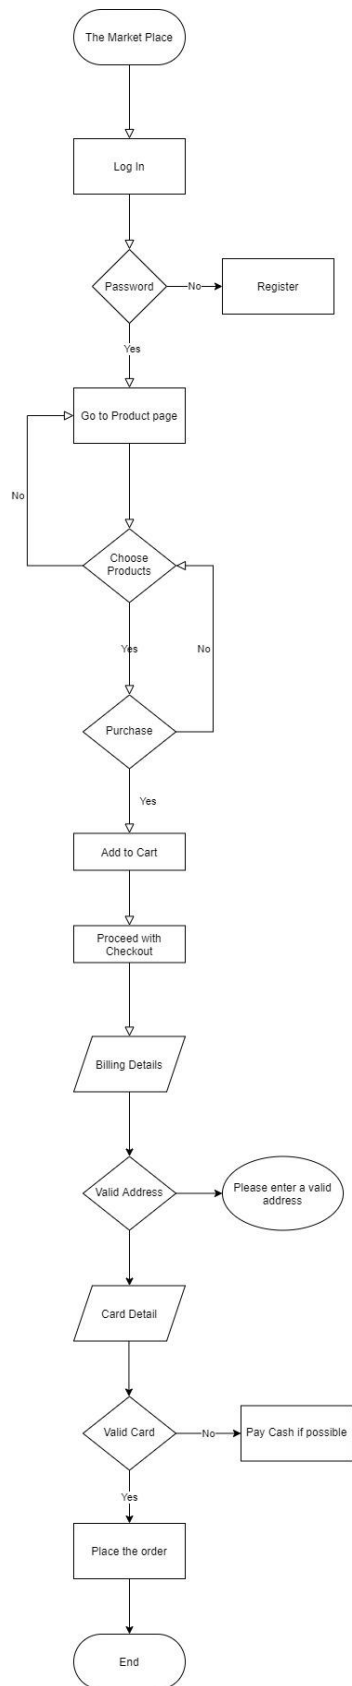 The Market Place
Log In
Password
No
Register
Yes
Go to Product page
No
Choose
Products
Yes
No
Purchase
Yes
Add to Cart
Proceed with
Checkout
Billing Details
Valid Address
Please enter a valid
address
Card Detail
Valid Card
No
Pay Cash if possible
Yes
Place the order
End